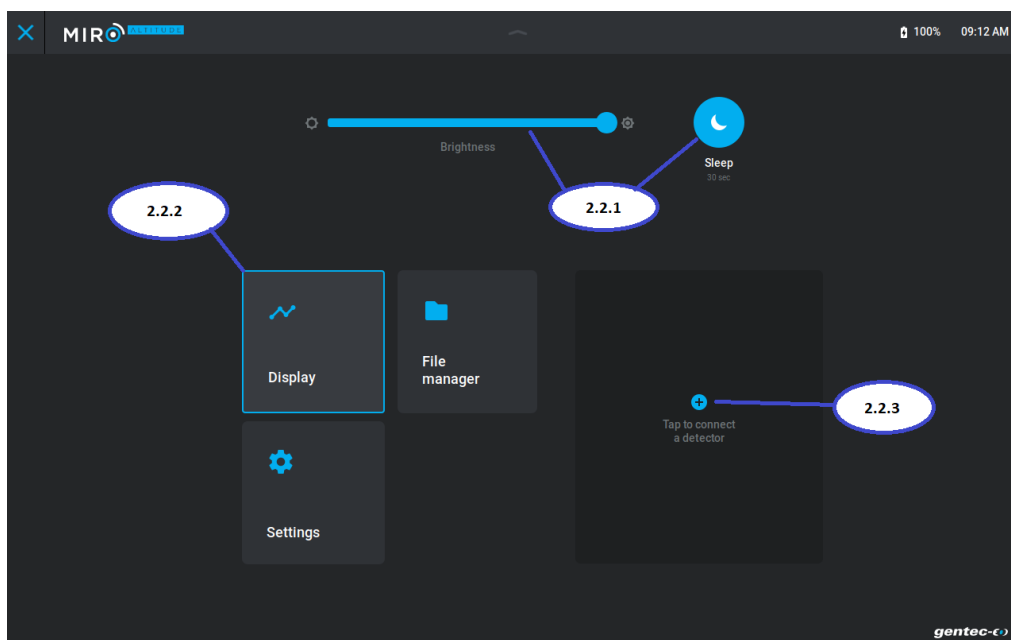 MIRO ALTITUDE 100% 09:12 AM
Brightness
Sleep
30 sec
2.2.1
2.2.2
Display
File
manager
Tap to connect
a detector
2.2.3
Settings
gentec-eo